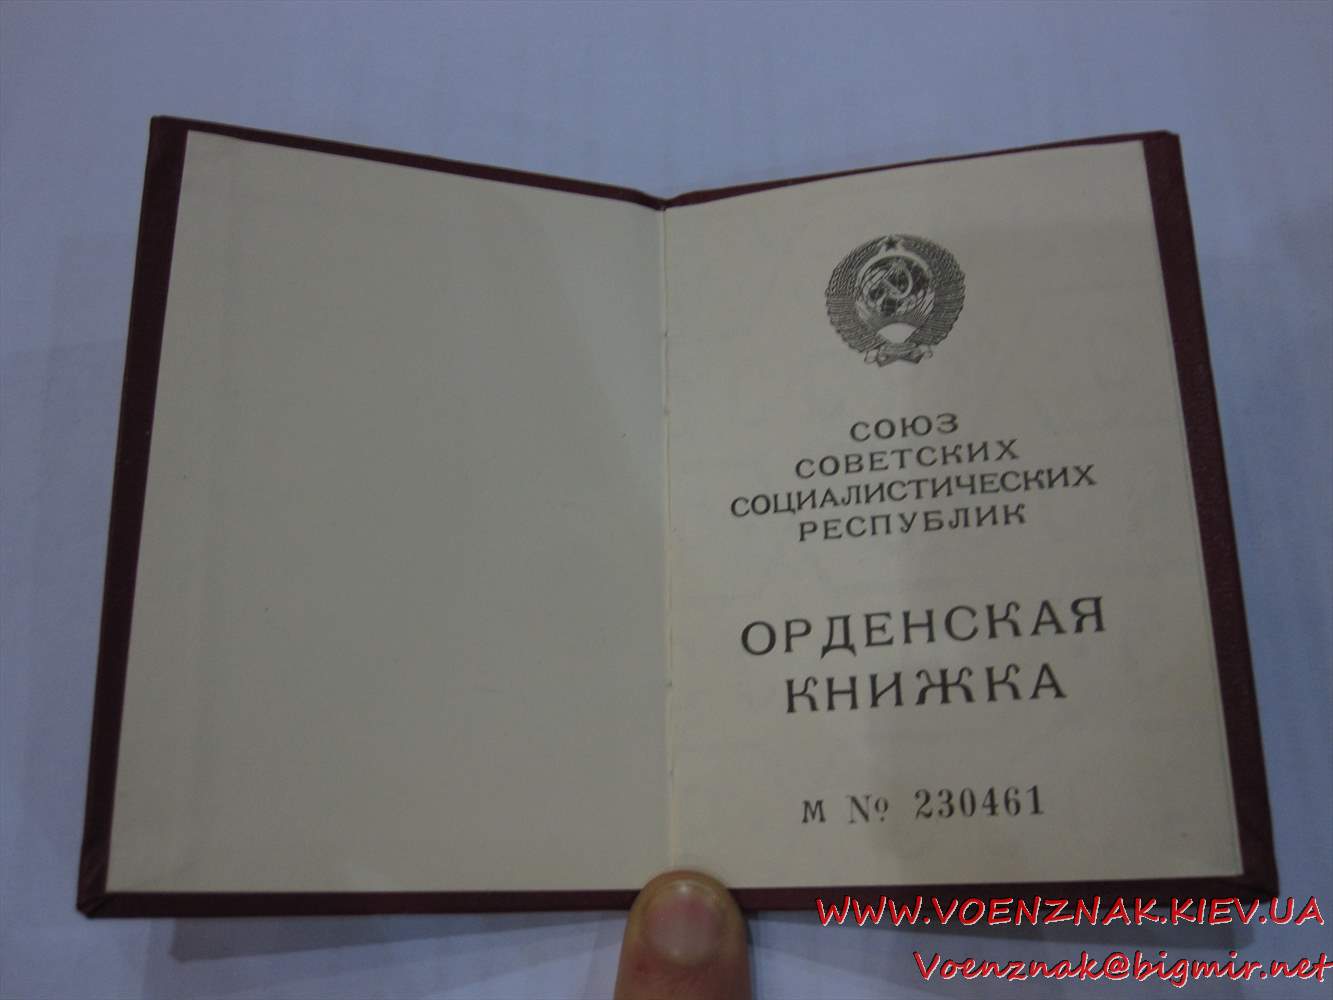 СОЮЗ
СОВЕТСКИХ
СОЦИАЛИСТИЧЕСКИХ
РЕСПУБЛИК
ОРДЕНСКАЯ
КНИЖКА
М № 230461
WWW.VOENZNAK.KIEV.UA
Voenznak@bigmir.net